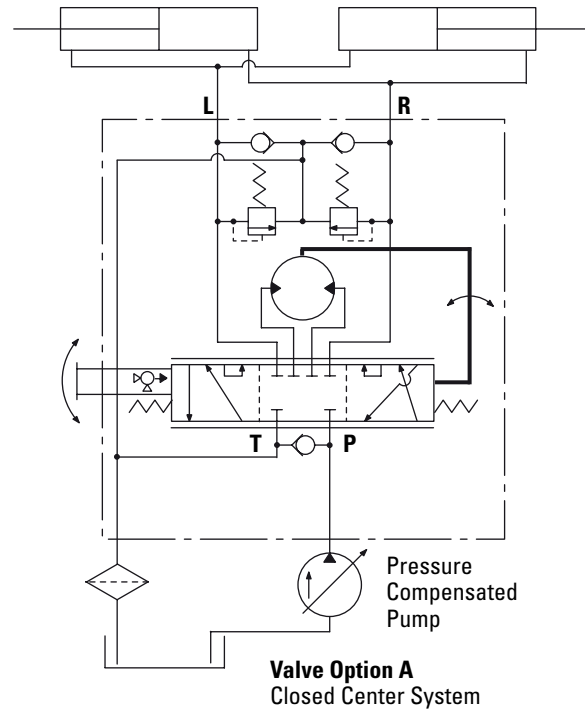 L
R
T
P
Pressure
Compensated
Pump
Valve Option A
Closed Center System